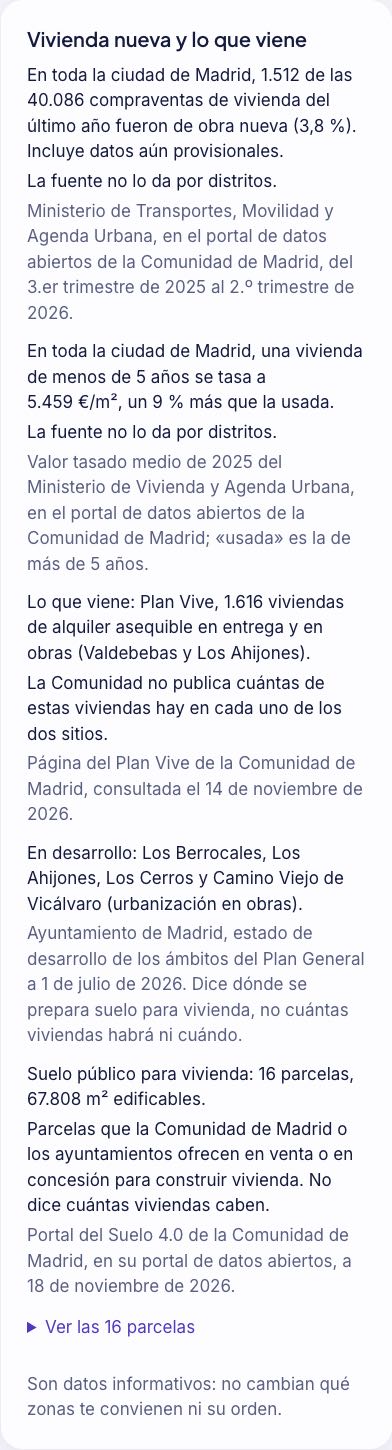 Vivienda nueva y lo que viene
En toda la ciudad de Madrid, 1.512 de las
40.086 compraventas de vivienda del
último año fueron de obra nueva (3,8 %).
Incluye datos aún provisionales.
La fuente no lo da por distritos.
Ministerio de Transportes, Movilidad y
Agenda Urbana, en el portal de datos
abiertos de la Comunidad de Madrid, del
3.er trimestre de 2025 al 2.º trimestre de
2026.
En toda la ciudad de Madrid, una vivienda
de menos de 5 años se tasa a
5.459 €/m², un 9 % más que la usada.
La fuente no lo da por distritos.
Valor tasado medio de 2025 del
Ministerio de Vivienda y Agenda Urbana,
en el portal de datos abiertos de la
Comunidad de Madrid; «usada» es la de
más de 5 años.
Lo que viene: Plan Vive, 1.616 viviendas
de alquiler asequible en entrega y en
obras (Valdebebas y Los Ahijones).
La Comunidad no publica cuántas de
estas viviendas hay en cada uno de los
dos sitios.
Página del Plan Vive de la Comunidad de
Madrid, consultada el 14 de noviembre de
2026.
En desarrollo: Los Berrocales, Los
Ahijones, Los Cerros y Camino Viejo de
Vicálvaro (urbanización en obras).
Ayuntamiento de Madrid, estado de
desarrollo de los ámbitos del Plan General
a 1 de julio de 2026. Dice dónde se
prepara suelo para vivienda, no cuántas
viviendas habrá ni cuándo.
Suelo público para vivienda: 16 parcelas,
67.808 m² edificables.
Parcelas que la Comunidad de Madrid o
los ayuntamientos ofrecen en venta o en
concesión para construir vivienda. No
dice cuántas viviendas caben.
Portal del Suelo 4.0 de la Comunidad de
Madrid, en su portal de datos abiertos, a
18 de noviembre de 2026.
▶ Ver las 16 parcelas
Son datos informativos: no cambian qué
zonas te convienen ni su orden.